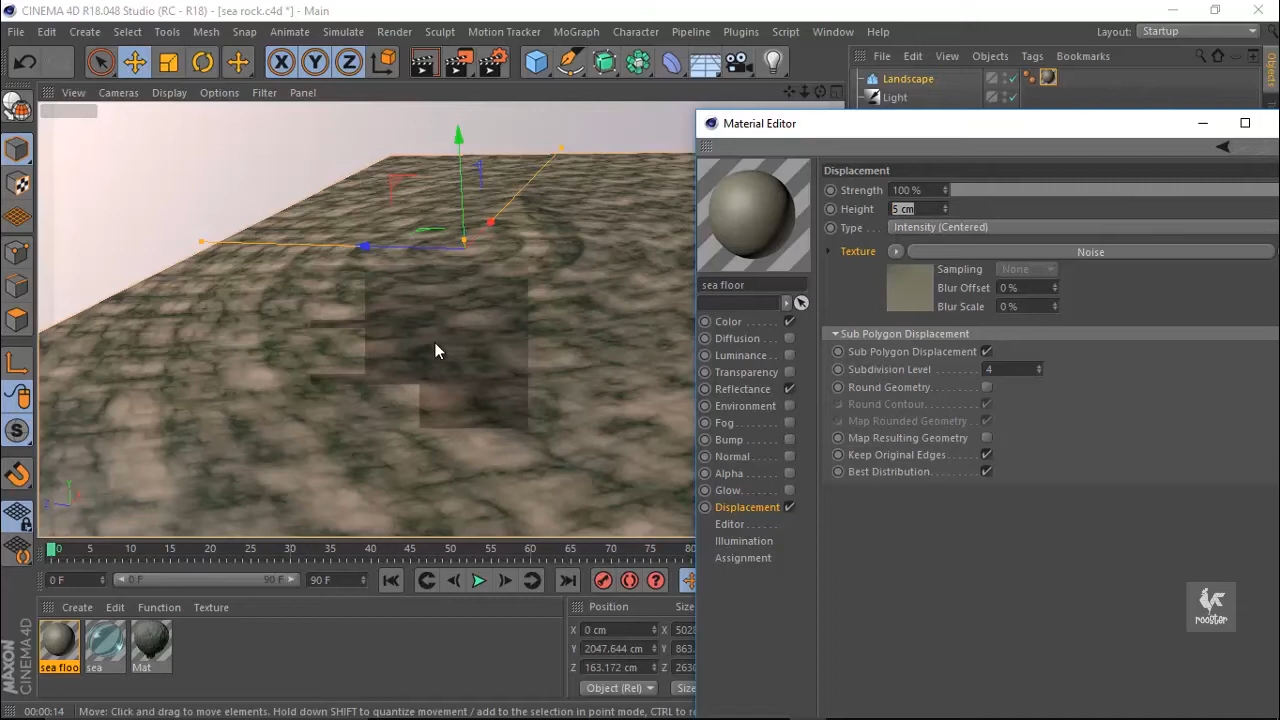 CINEMA 4D R18.048 Studio (RC - R18) - [sea rock.c4d *] - Main
File Edit Create Select Tools Mesh Snap Animate Simulate Render Sculpt Motion Tracker MoGraph Character Pipeline Plugins Script Window Help Layout: Startup
File Edit View Objects Tags Bookmarks
Objects
Landscape
Light
View Cameras Display Options Filter Panel
Material Editor
Displacement
Strength 100 %
Height 5 cm
Type Intensity (Centered)
Texture Noise
Sampling None
Blur Offset 0 %
Blur Scale 0 %
Sub Polygon Displacement
Sub Polygon Displacement
Subdivision Level 4
Round Geometry
Round Contour
Map Rounded Geometry
Map Resulting Geometry
Keep Original Edges
Best Distribution
sea floor
Color
Diffusion
Luminance
Transparency
Reflectance
Environment
Fog
Bump
Normal
Alpha
Glow
Displacement
Editor
Illumination
Assignment
X Y Z
S
Y
Z
0 5 10 15 20 25 30 35 40 45 50 55 60 65 70 75 80
0 F 0 F 90 F 90 F
Create Edit Function Texture
sea floo sea Mat
Position Size
X 0 cm X 5028
Y 2047.644 cm Y 863.
Z 163.172 cm Z 2630
Object (Rel) Size
MAXON
CINEMA 4D
rooster
00:00:14 Move: Click and drag to move elements. Hold down SHIFT to quantize movement / add to the selection in point mode, CTRL to r